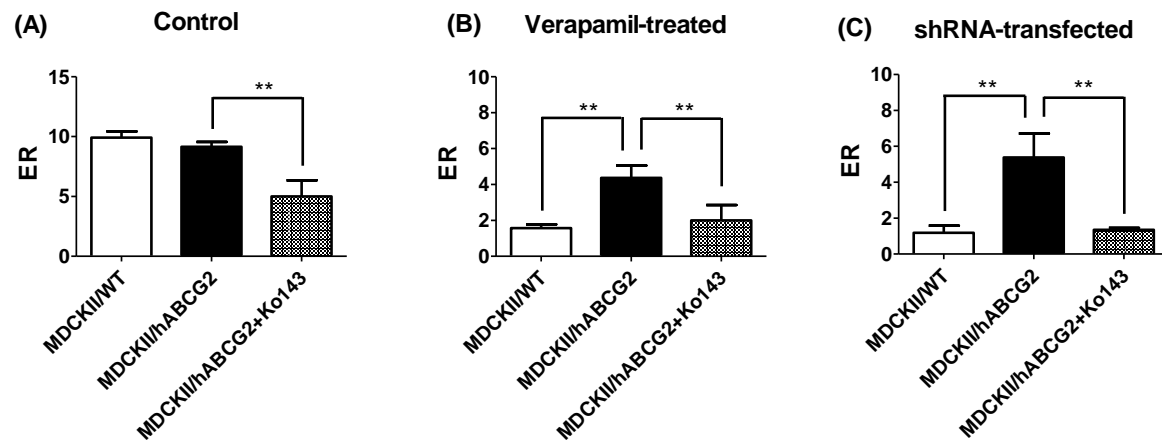 (A) Control
ER
15
10
5
0
**
MDCKII/WT
MDCKII/hABCG2
MDCKII/hABCG2+Ko143
(B) Verapamil-treated
ER
10
8
6
4
2
0
**
**
MDCKII/WT
MDCKII/hABCG2
MDCKII/hABCG2+Ko143
(C) shRNA-transfected
ER
10
8
6
4
2
0
**
**
MDCKII/WT
MDCKII/hABCG2
MDCKII/hABCG2+Ko143